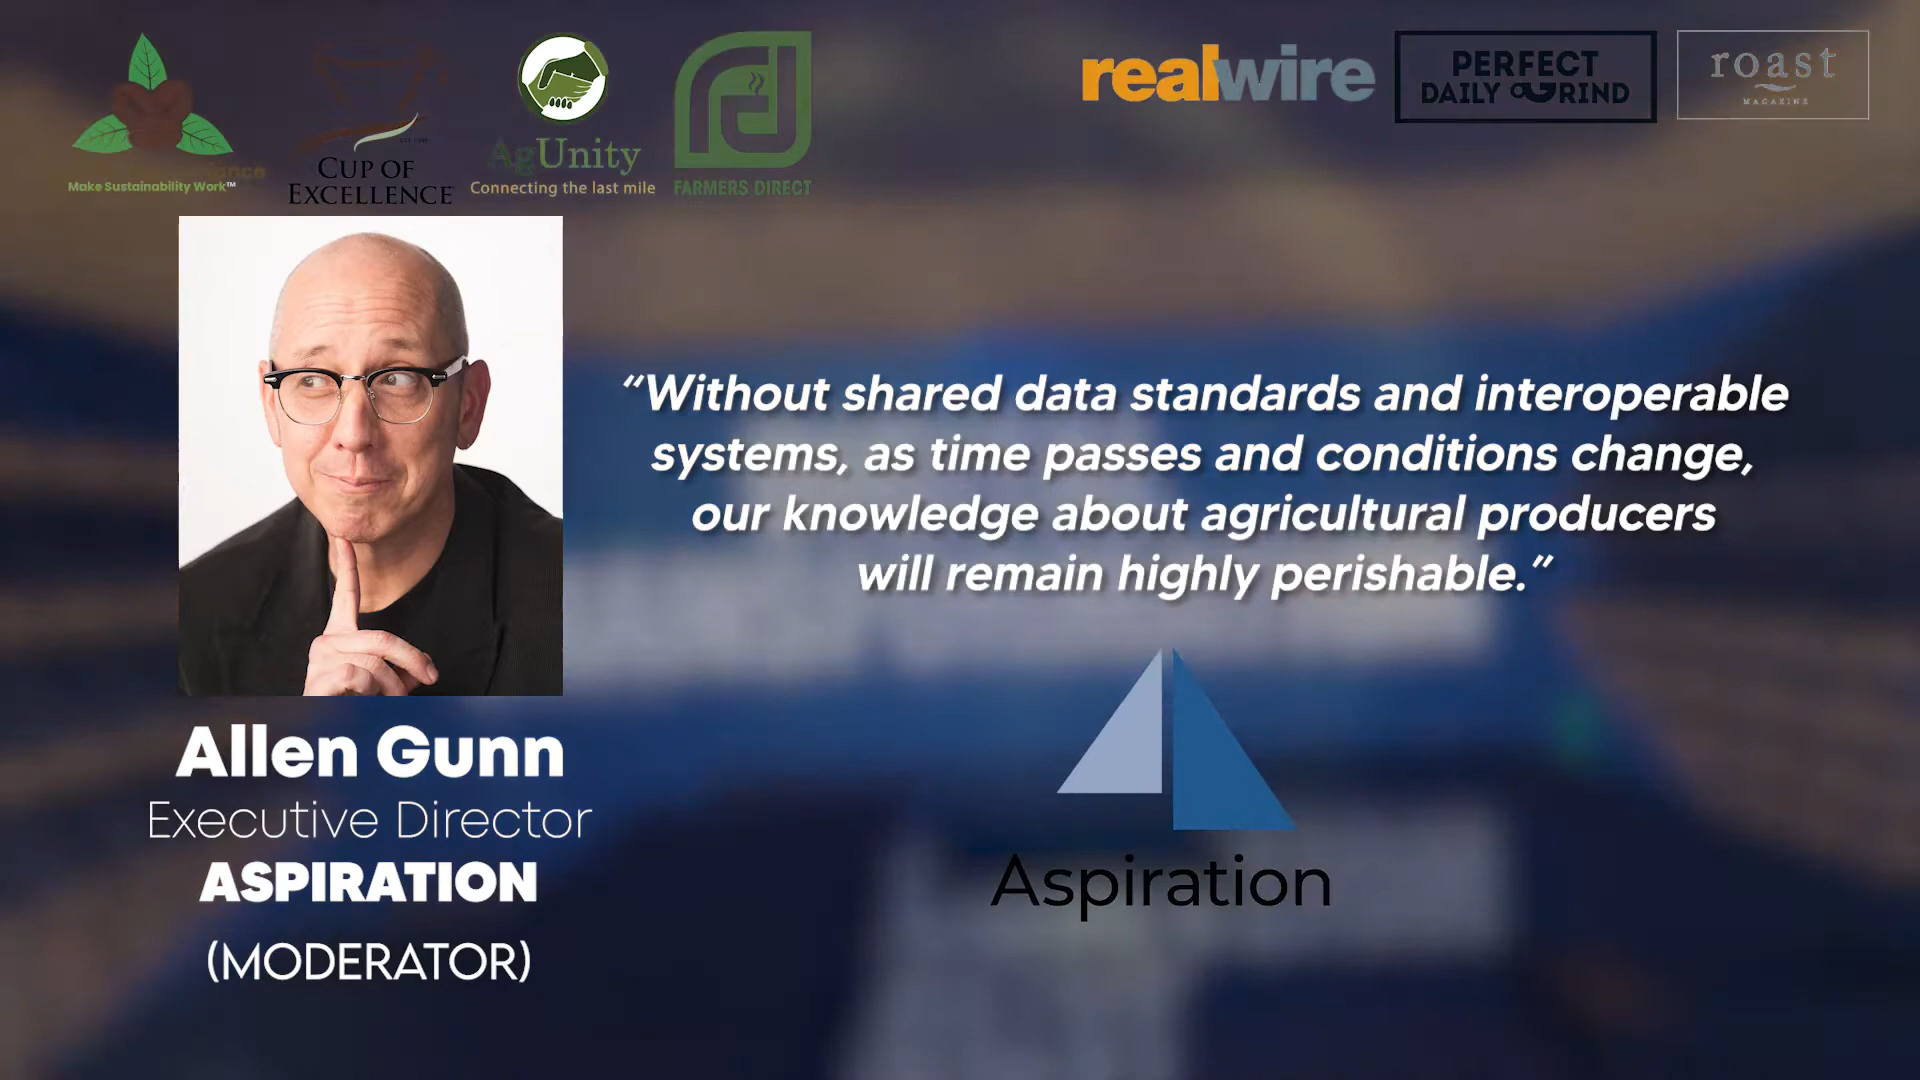 Make Sustainability Work™
CUP OF
EXCELLENCE
AgUnity
Connecting the last mile
FARMERS DIRECT
realwire
PERFECT
DAILY GRIND
roast
MAGAZINE
“Without shared data standards and interoperable
systems, as time passes and conditions change,
our knowledge about agricultural producers
will remain highly perishable.”
Allen Gunn
Executive Director
ASPIRATION
(MODERATOR)
Aspiration